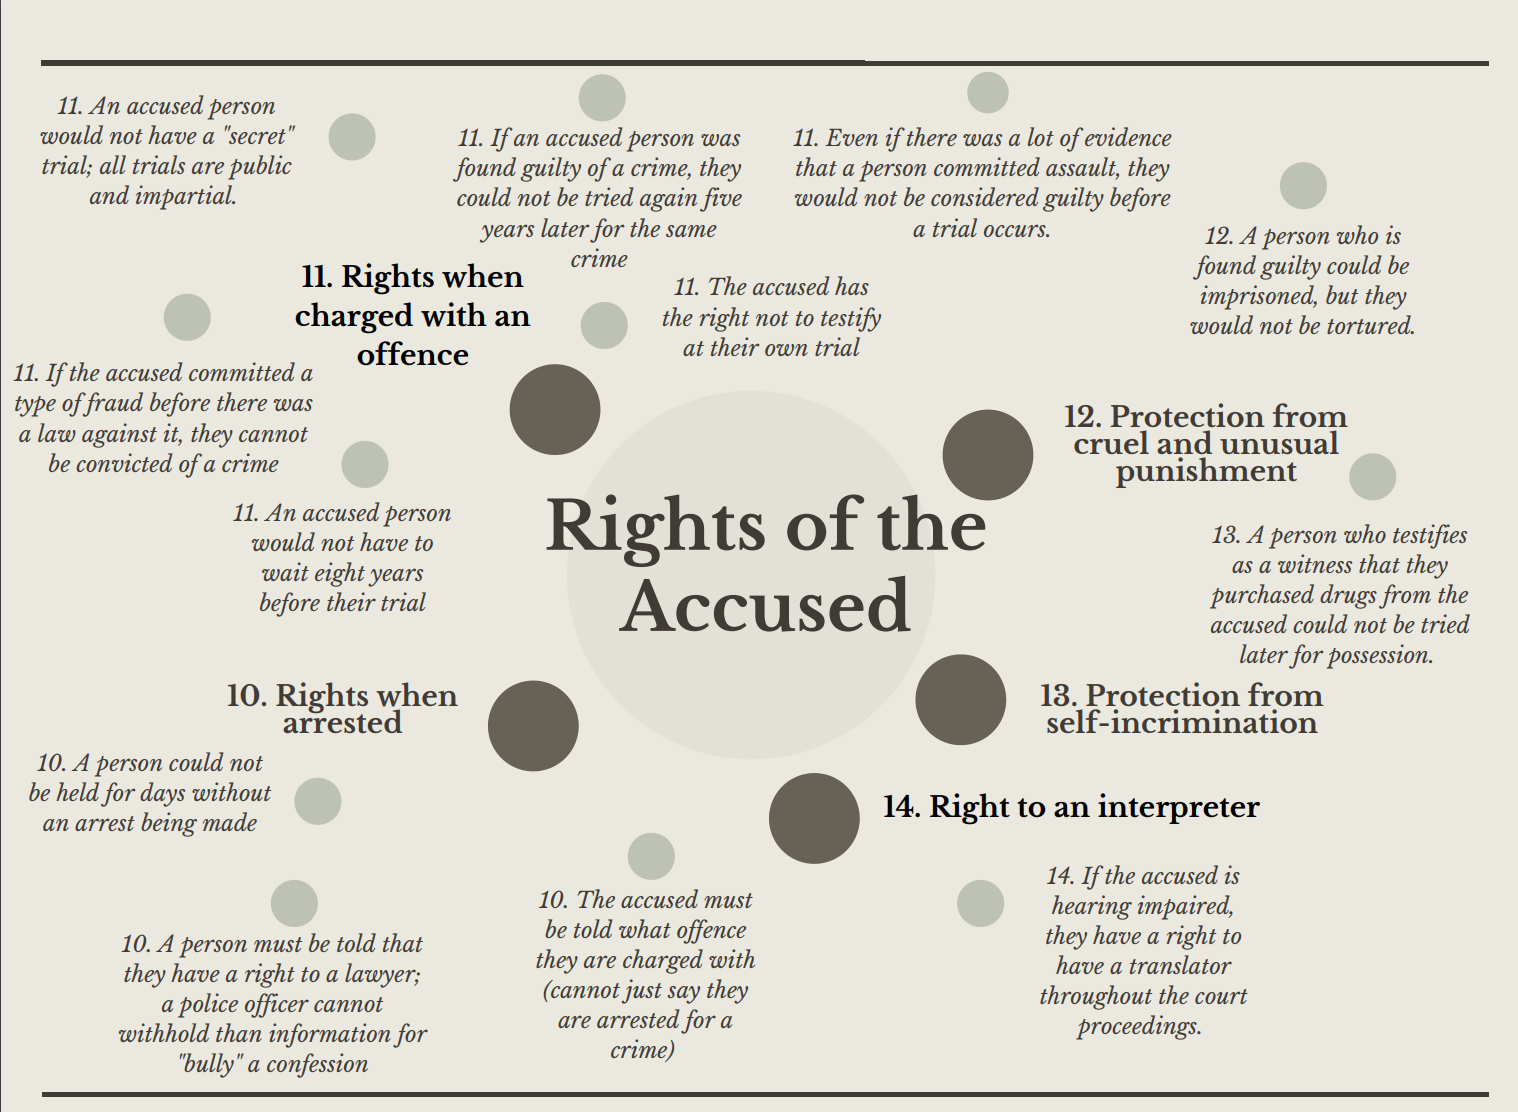 11. An accused person
would not have a "secret"
trial; all trials are public
and impartial.
11. If an accused person was
found guilty of a crime, they
could not be tried again five
years later for the same
crime
11. Even if there was a lot of evidence
that a person committed assault, they
would not be considered guilty before
a trial occurs.
12. A person who is
found guilty could be
imprisoned, but they
would not be tortured.
11. Rights when
charged with an
offence
11. The accused has
the right not to testify
at their own trial
11. If the accused committed a
type of fraud before there was
a law against it, they cannot
be convicted of a crime
12. Protection from
cruel and unusual
punishment
11. An accused person
would not have to
wait eight years
before their trial
Rights of the
Accused
13. A person who testifies
as a witness that they
purchased drugs from the
accused could not be tried
later for possession.
10. Rights when
arrested
13. Protection from
self-incrimination
10. A person could not
be held for days without
an arrest being made
14. Right to an interpreter
10. A person must be told that
they have a right to a lawyer;
a police officer cannot
withhold than information for
"bully" a confession
10. The accused must
be told what offence
they are charged with
(cannot just say they
are arrested for a
crime)
14. If the accused is
hearing impaired,
they have a right to
have a translator
throughout the court
proceedings.